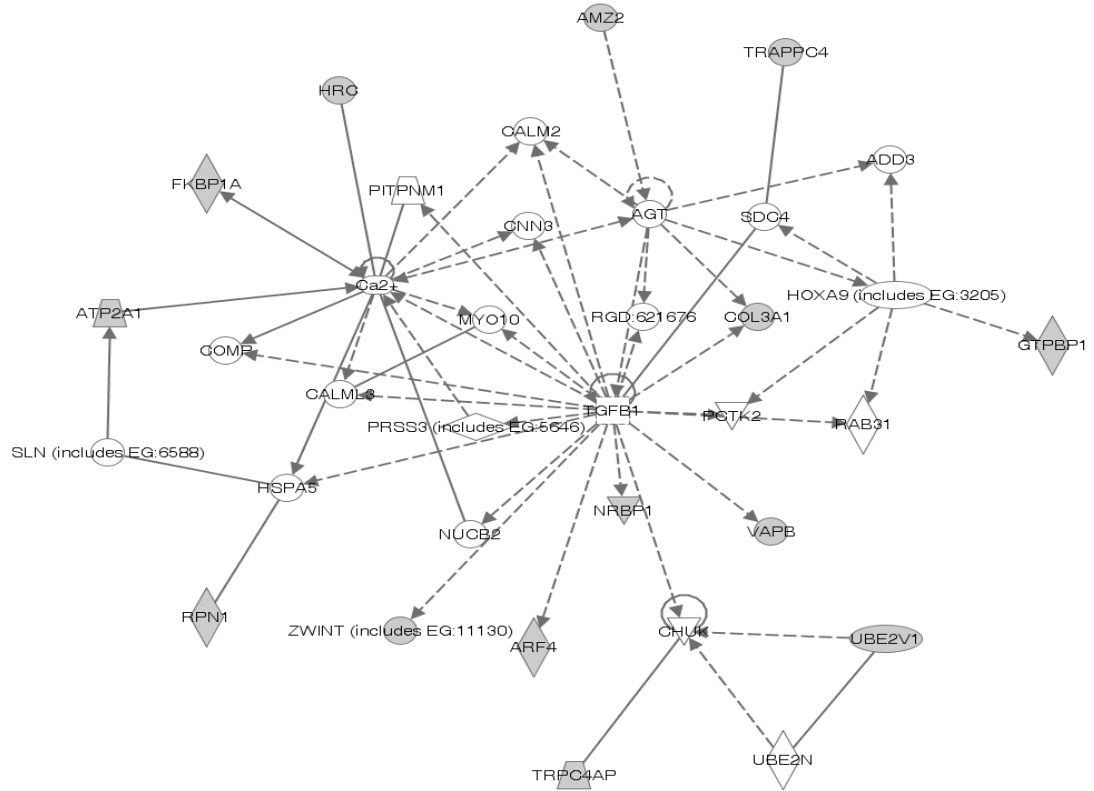 AMZ2
TRAPPC4
HRC
CALM2
ADD3
FKBP1A
PITPNM1
AGT
SDC4
CNN3
Ca2+
HOXA9 (includes EG:3205)
ATP2A1
MYO10
RGD:621676
COL3A1
GTPBP1
COMP
CALML3
TGFB1
PCTK2
RAB31
PRSS3 (includes EG:5646)
SLN (includes EG:6588)
HSPA5
NRBP1
VAPB
NUCB2
RPN1
ZWINT (includes EG:11130)
ARF4
CHUK
UBE2V1
UBE2N
TRPC4AP